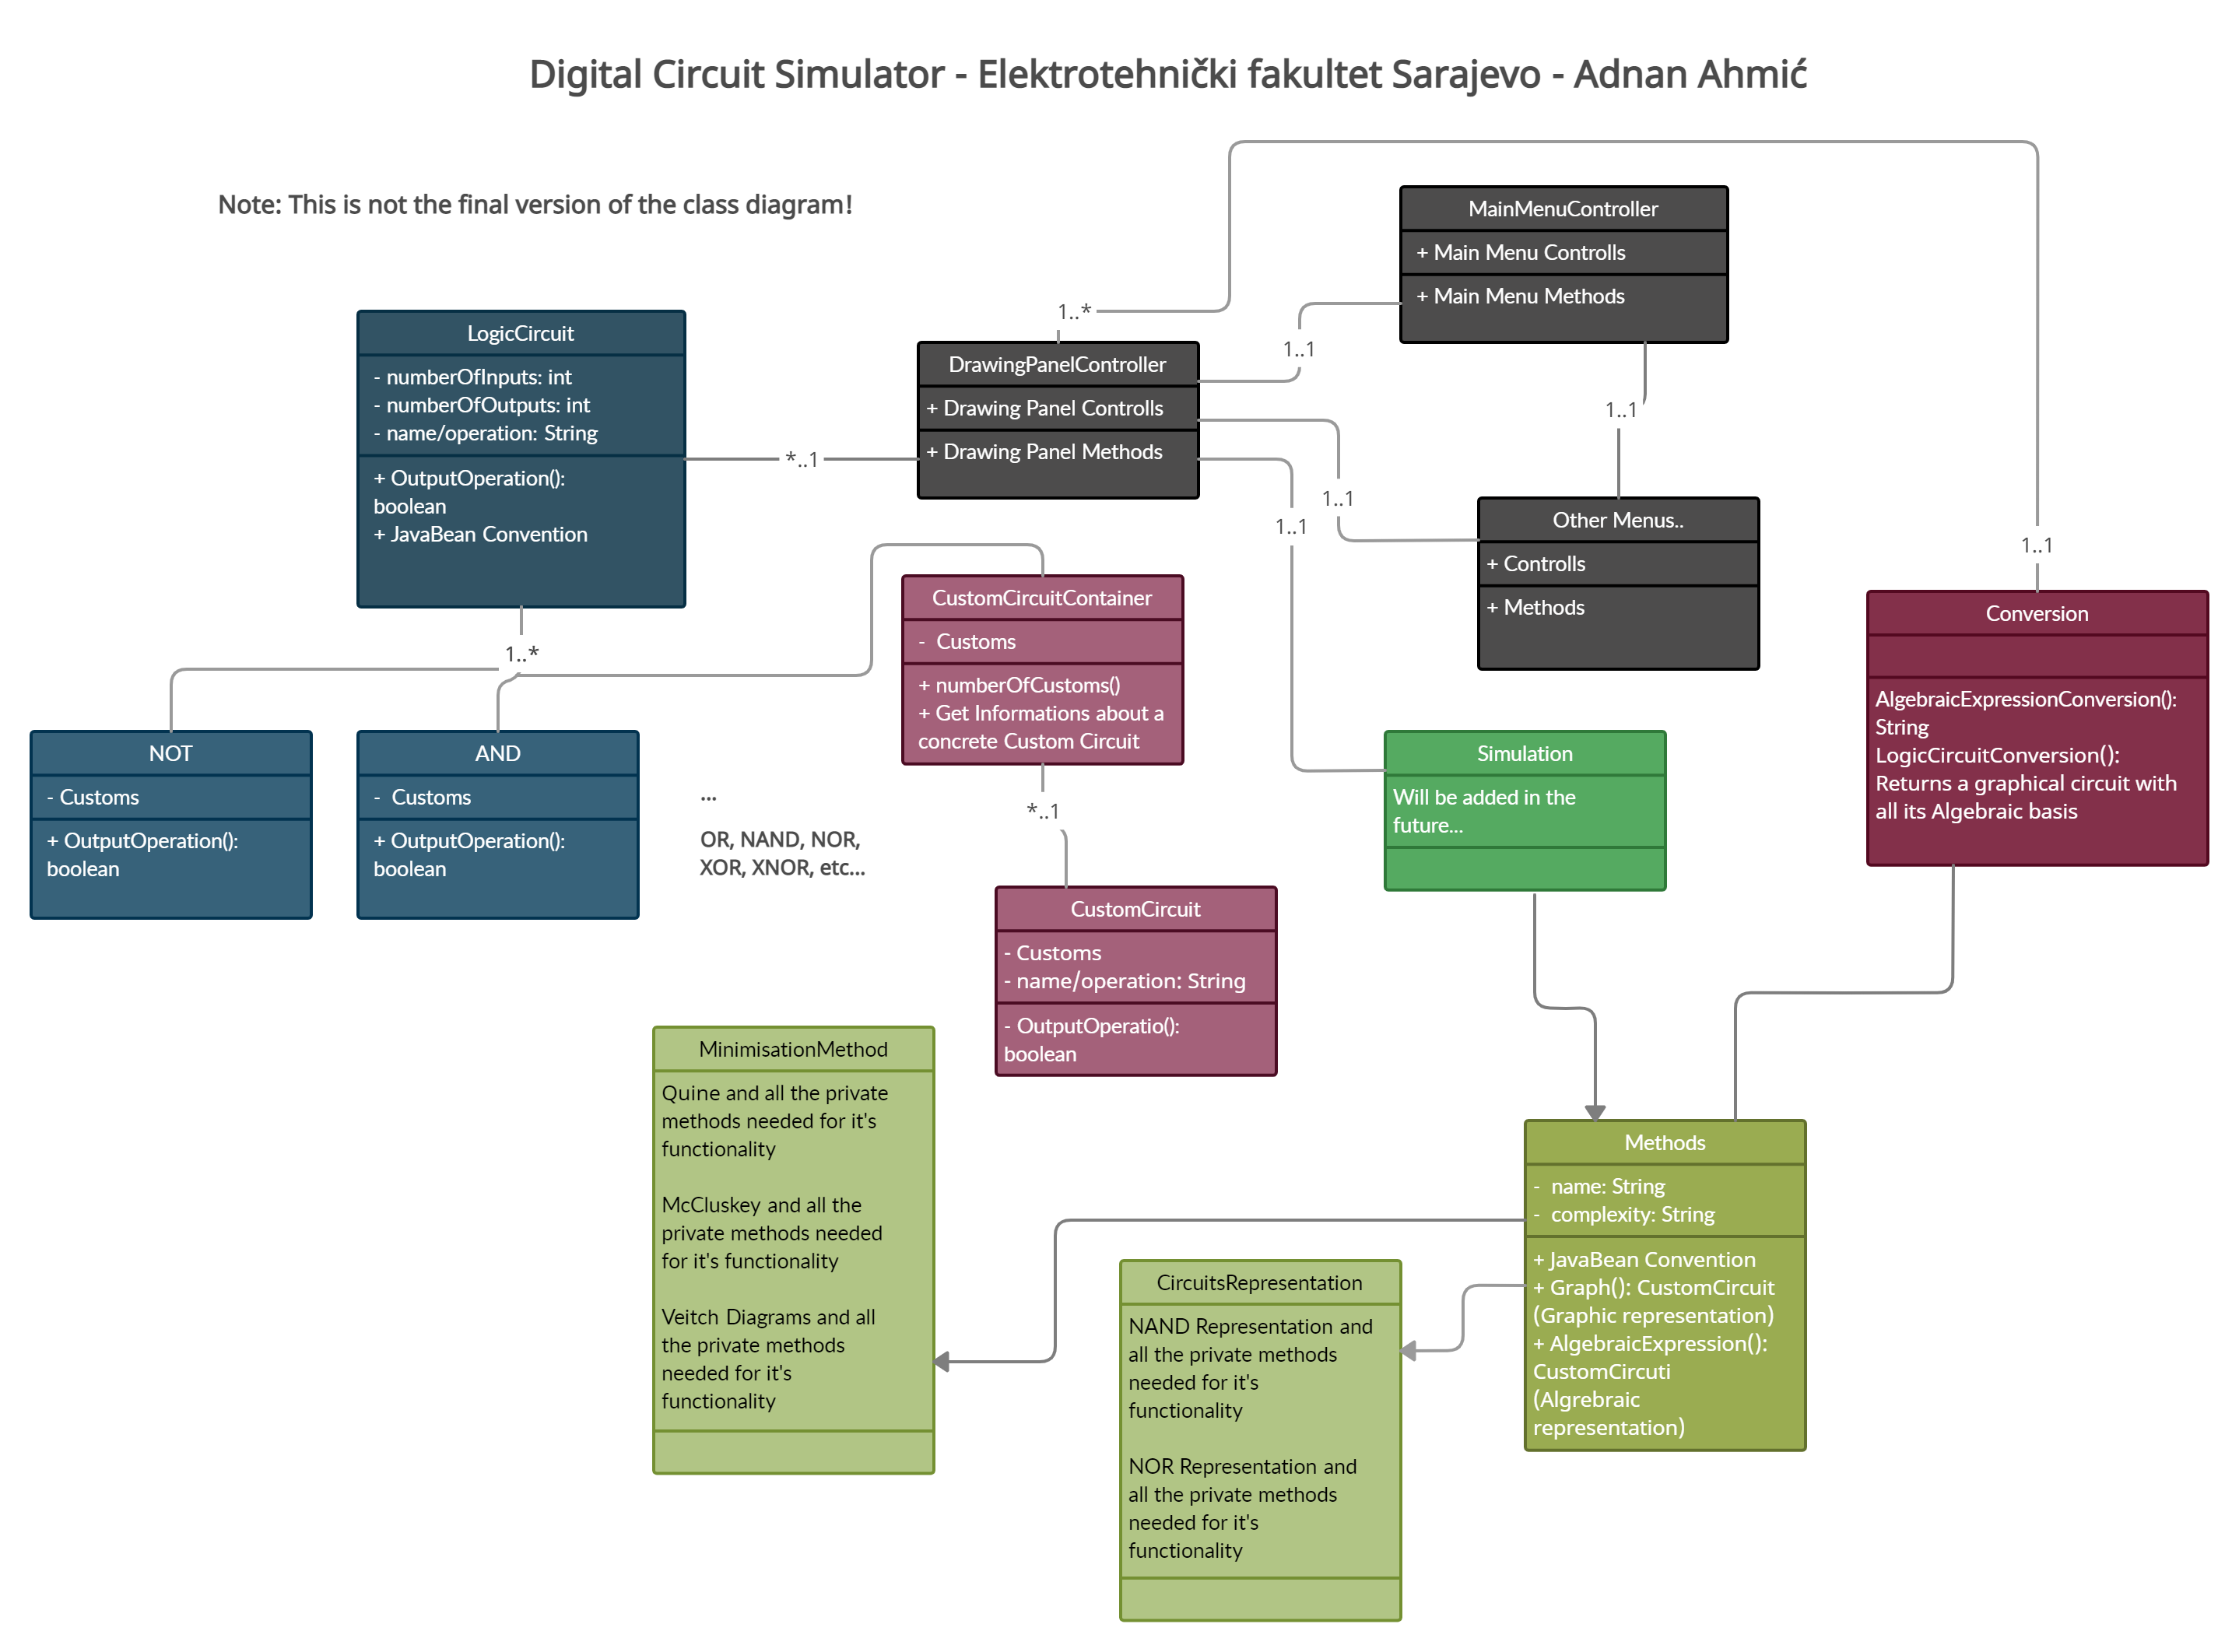 Digital Circuit Simulator - Elektrotehnički fakultet Sarajevo - Adnan Ahmić
Note: This is not the final version of the class diagram!
MainMenuController
+ Main Menu Controlls
+ Main Menu Methods
1..*
1..1
LogicCircuit
- numberOfInputs: int
- numberOfOutputs: int
- name/operation: String
+ OutputOperation():
boolean
+ JavaBean Convention
*..1
DrawingPanelController
+ Drawing Panel Controlls
+ Drawing Panel Methods
1..1
1..1
1..1
Other Menus..
+ Controlls
+ Methods
1..1
Conversion
AlgebraicExpressionConversion():
String
LogicCircuitConversion():
Returns a graphical circuit with
all its Algebraic basis
1..*
CustomCircuitContainer
- Customs
+ numberOfCustoms()
+ Get Informations about a
concrete Custom Circuit
NOT
- Customs
+ OutputOperation():
boolean
AND
- Customs
+ OutputOperation():
boolean
...
OR, NAND, NOR,
XOR, XNOR, etc...
*..1
Simulation
Will be added in the
future...
CustomCircuit
- Customs
- name/operation: String
- OutputOperatio():
boolean
MinimisationMethod
Quine and all the private
methods needed for it's
functionality
McCluskey and all the
private methods needed
for it's functionality
Veitch Diagrams and all
the private methods
needed for it's
functionality
CircuitsRepresentation
NAND Representation and
all the private methods
needed for it's
functionality
NOR Representation and
all the private methods
needed for it's
functionality
Methods
- name: String
- complexity: String
+ JavaBean Convention
+ Graph(): CustomCircuit
(Graphic representation)
+ AlgebraicExpression():
CustomCircuti
(Algrebraic
representation)